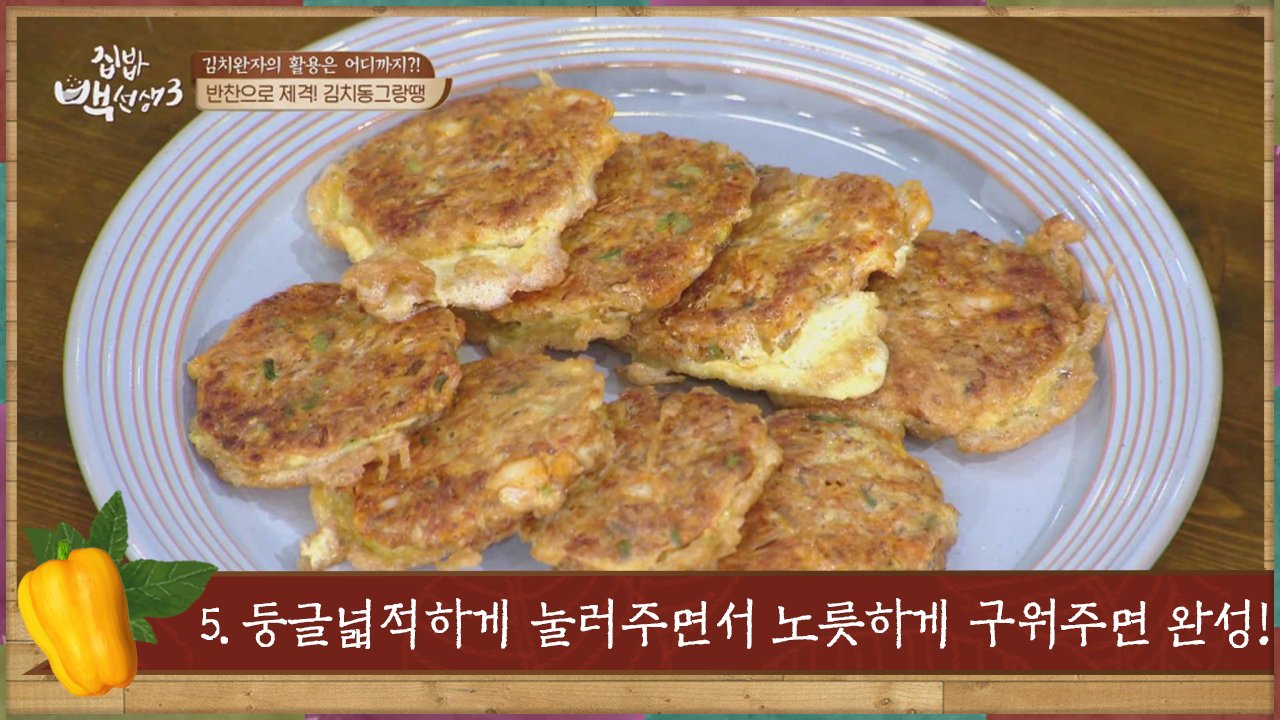 집밥
백선생3
김치완자의 활용은 어디까지?!
반찬으로 제격! 김치동그랑땡
5. 둥글넓적하게 눌러주면서 노릇하게 구워주면 완성!